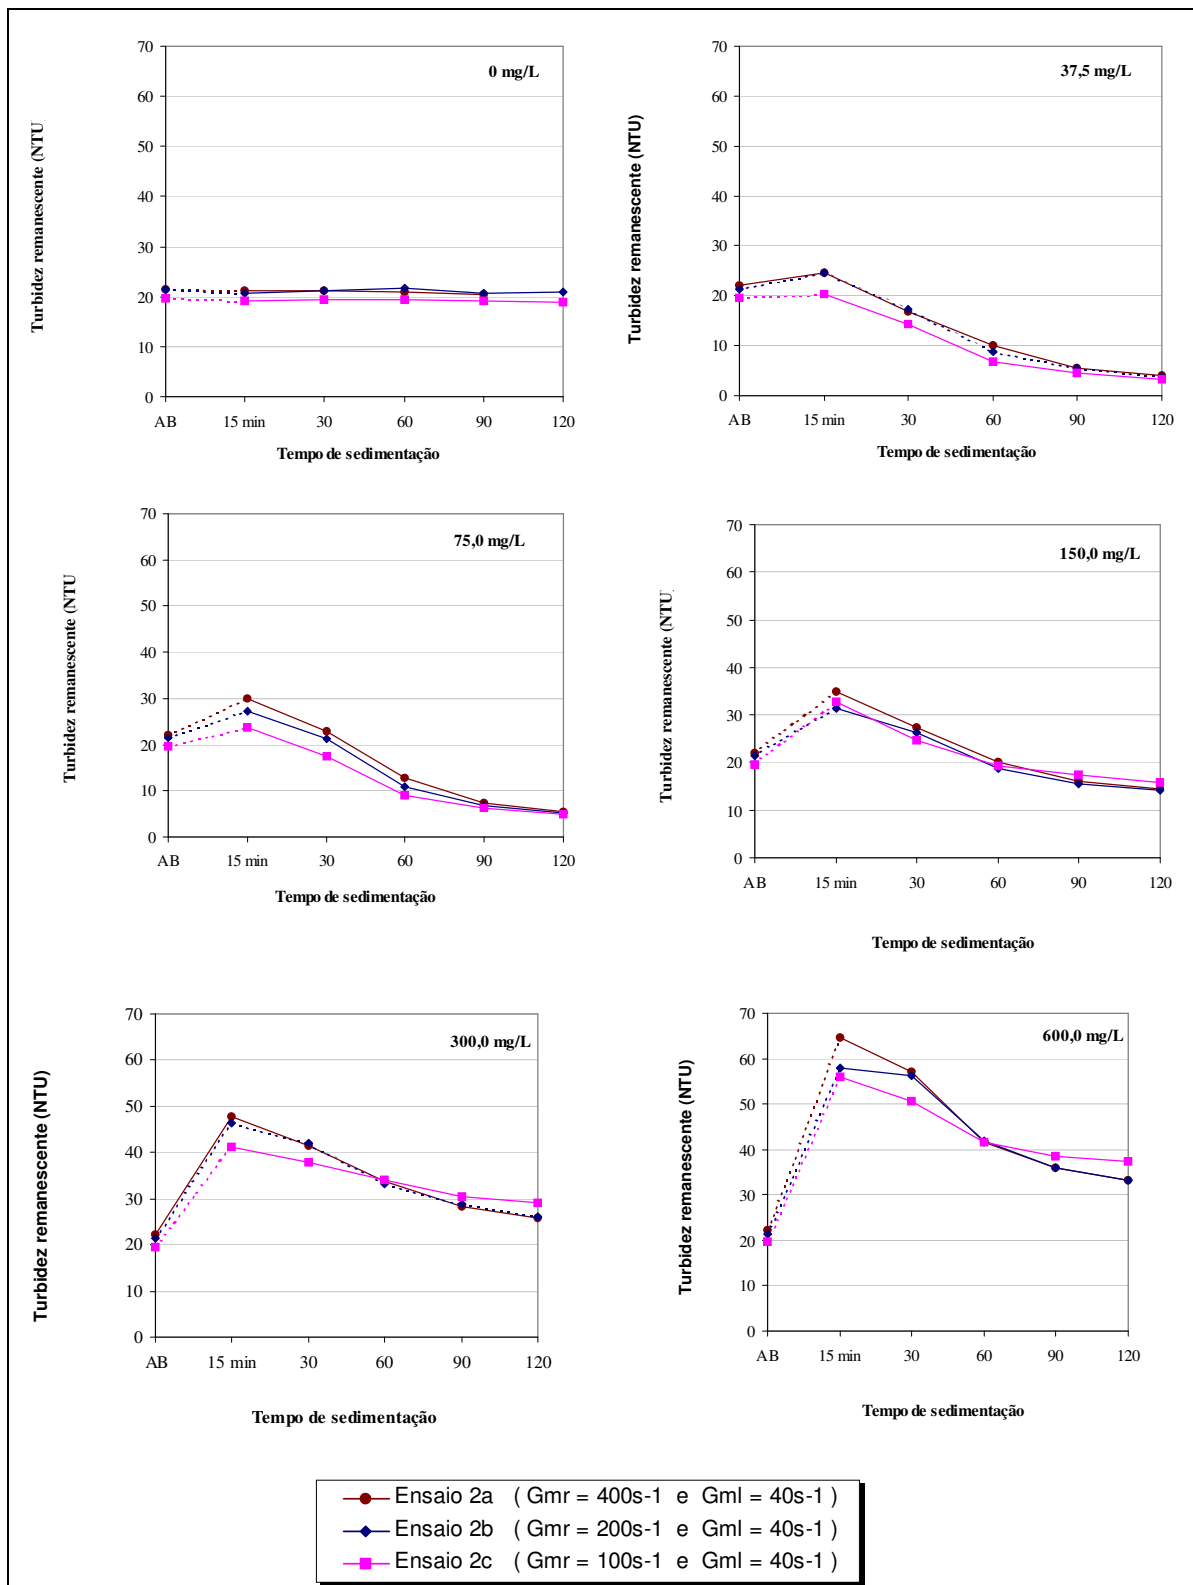 0 mg/L
70
60
50
40
30
20
10
0
Turbidez remanescente (NTU
AB 15 min 30 60 90 120
Tempo de sedimentação
37,5 mg/L
70
60
50
40
30
20
10
0
Turbidez remanescente (NTU)
AB 15 min 30 60 90 120
Tempo de sedimentação
75,0 mg/L
70
60
50
40
30
20
10
0
Turbidez remanescente (NTU
AB 15 min 30 60 90 120
Tempo de sedimentação
150,0 mg/L
70
60
50
40
30
20
10
0
Turbidez remanescente (NTU)
AB 15 min 30 60 90 120
Tempo de sedimentação
300,0 mg/L
70
60
50
40
30
20
10
0
Turbidez remanescente (NTU)
AB 15 min 30 60 90 120
Tempo de sedimentação
600,0 mg/L
70
60
50
40
30
20
10
0
Turbidez remanescente (NTU)
AB 15 min 30 60 90 120
Tempo de sedimentação
Ensaio 2a ( Gmr = 400s-1 e Gml = 40s-1 )
Ensaio 2b ( Gmr = 200s-1 e Gml = 40s-1 )
Ensaio 2c ( Gmr = 100s-1 e Gml = 40s-1 )